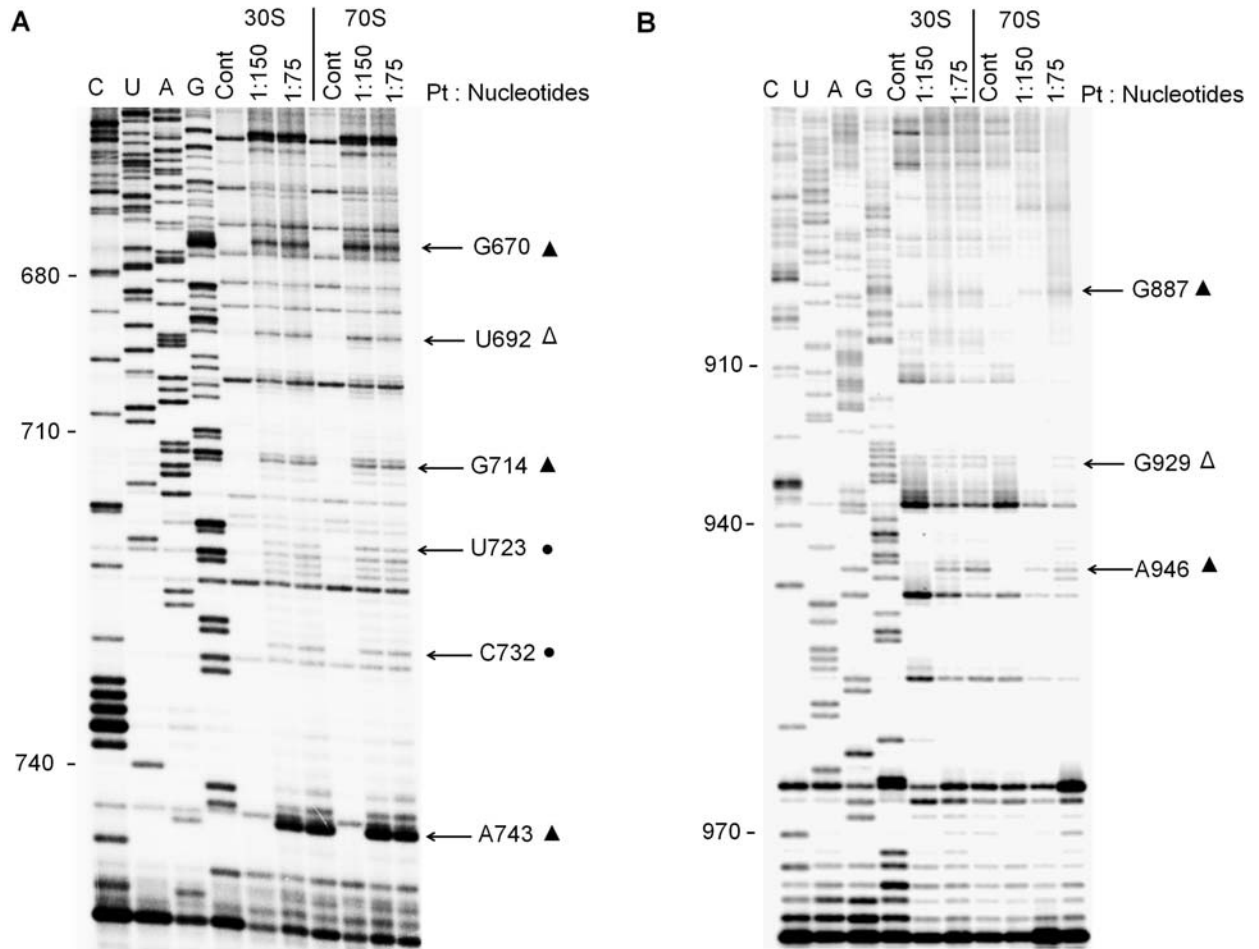 A
30S 70S
C U A G Cont 1:150 1:75 Cont 1:150 1:75 Pt : Nucleotides
G670 ▲
680 -
U692 Δ
710 -
G714 ▲
U723 ●
C732 ●
740 -
A743 ▲
B
30S 70S
C U A G Cont 1:150 1:75 Cont 1:150 1:75 Pt : Nucleotides
G887 ▲
910 -
G929 Δ
940 -
A946 ▲
970 -